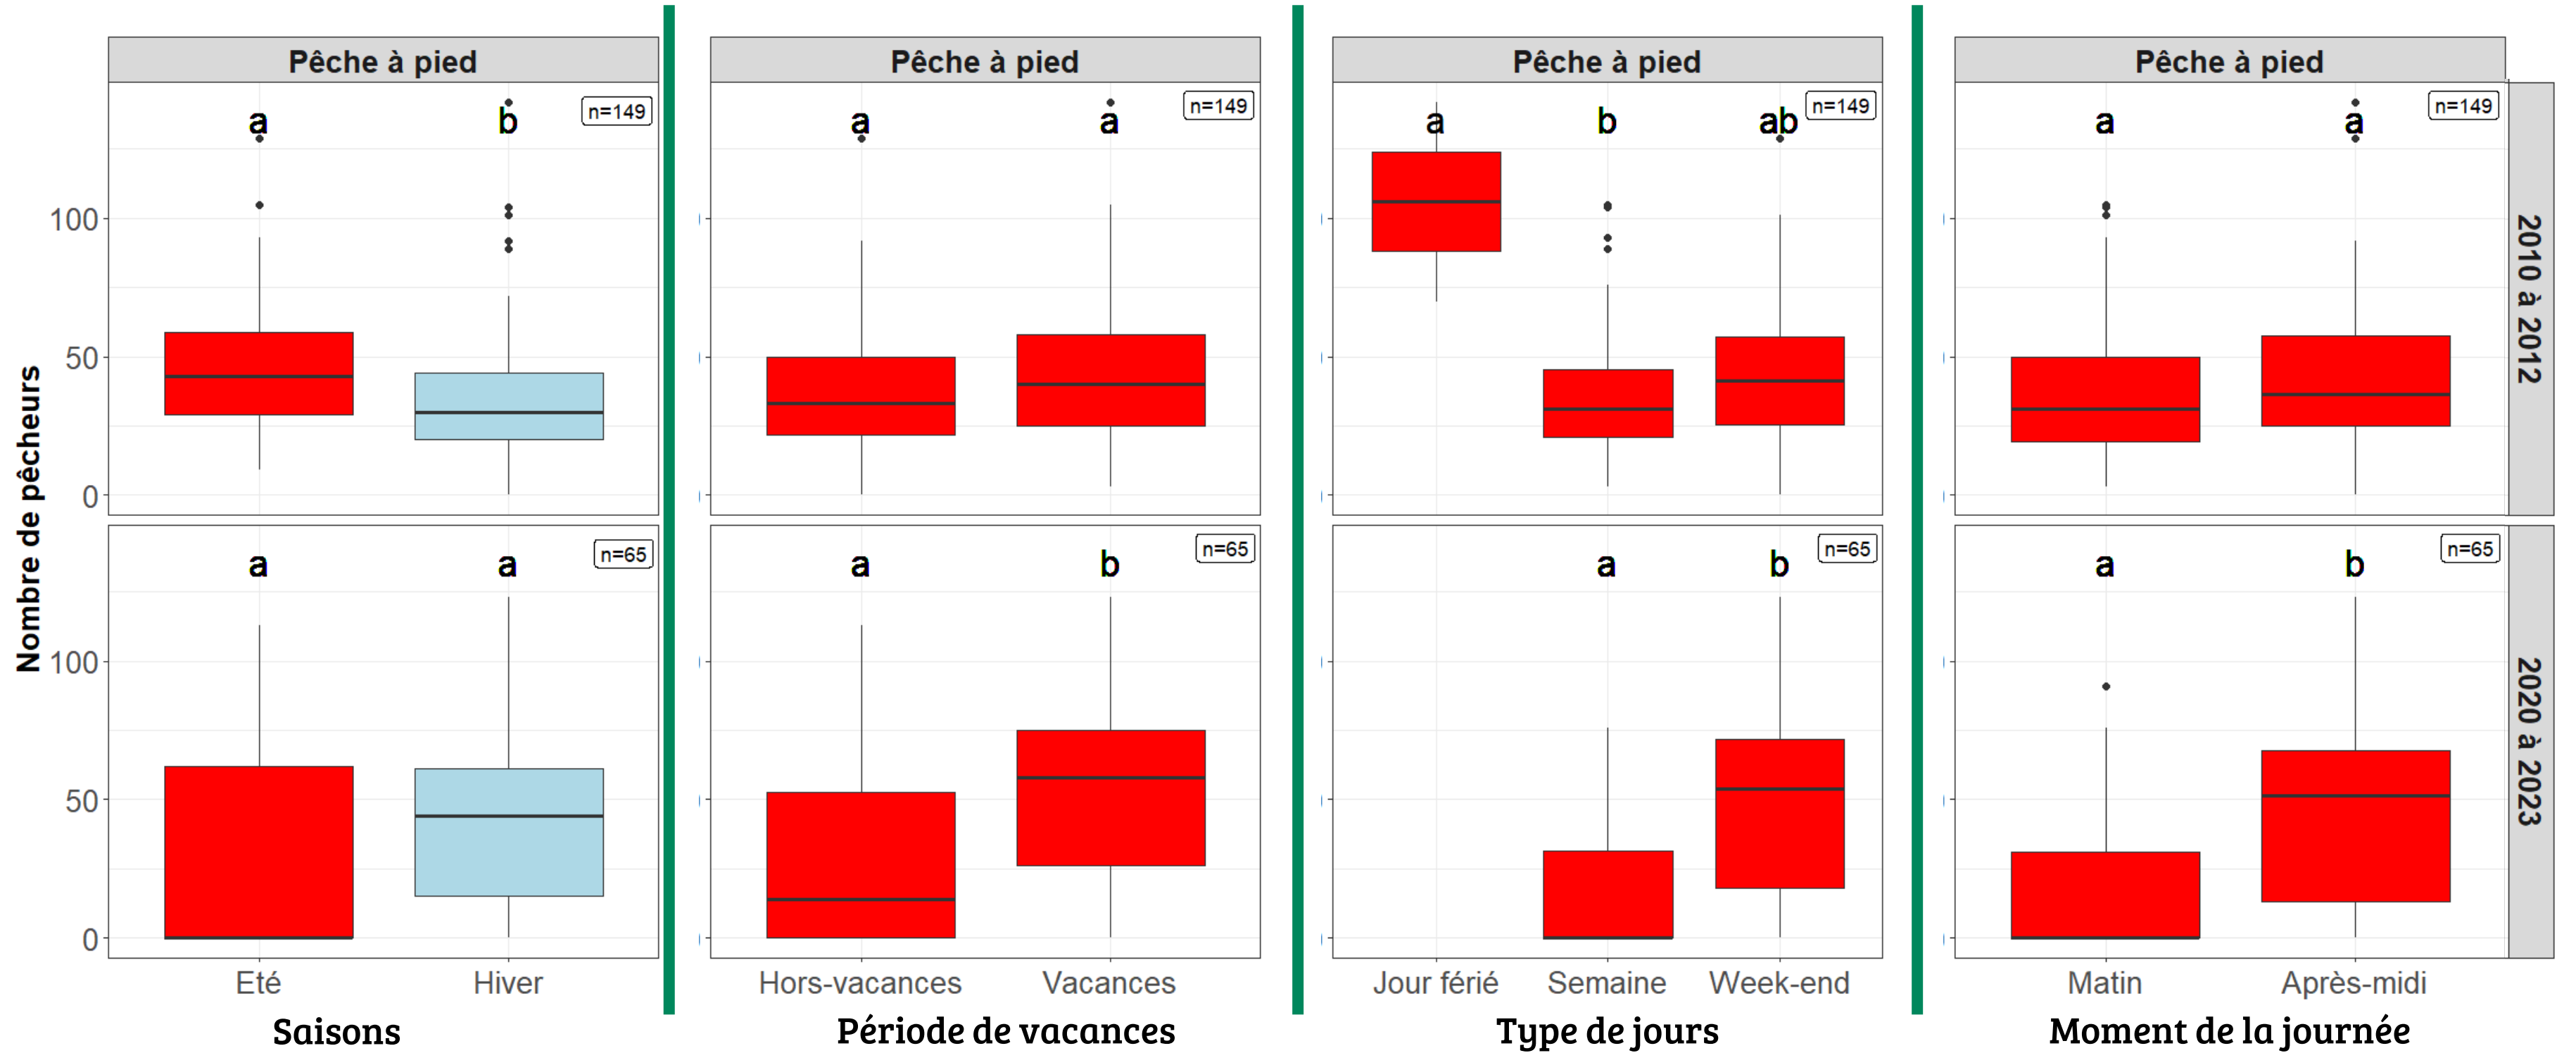 Pêche à pied
Pêche à pied
Pêche à pied
Pêche à pied
a
b
n=149
a
a
n=149
a
b
ab
n=149
a
a
n=149
100
50
0
2010 à 2012
Nombre de pêcheurs
a
a
n=65
a
b
n=65
a
b
n=65
a
b
n=65
100
50
0
2020 à 2023
Eté
Hiver
Hors-vacances
Vacances
Jour férié
Semaine
Week-end
Matin
Après-midi
Saisons
Période de vacances
Type de jours
Moment de la journée